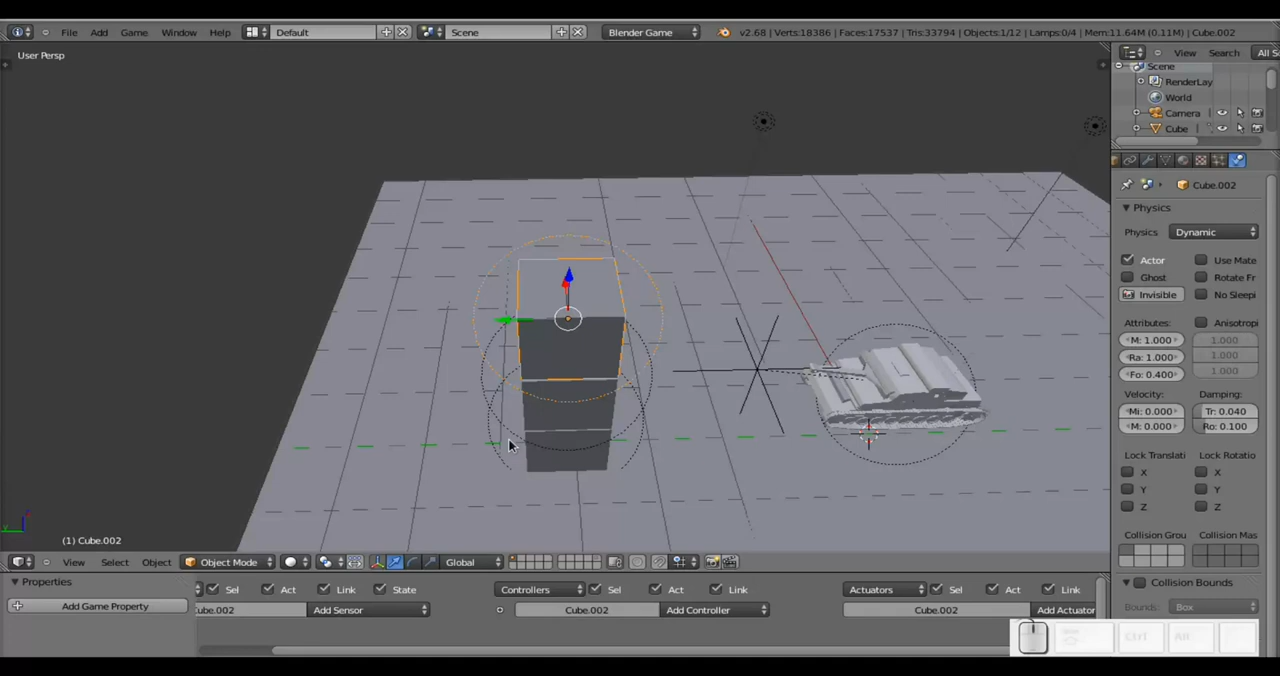 File Add Game Window Help Default Scene Blender Game v2.68 | Verts:18386 | Faces:17537 | Tris:33794 | Objects:1/12 | Lamps:0/4 | Mem:11.64M (0.11M) | Cube.002
User Persp
View Search All S
Scene
RenderLay
World
Camera
Cube
Cube.002
Physics
Physics: Dynamic
Actor Use Mate
Ghost Rotate Fr
Invisible No Sleepi
Attributes: Anisotropi
M: 1.000 1.000
Ra: 1.000 1.000
Fo: 0.400 1.000
Velocity: Damping:
Mi: 0.000 Tr: 0.040
M: 0.000 Ro: 0.100
Lock Translati Lock Rotatio
X X
Y Y
Z Z
Collision Grou Collision Mas
Collision Bounds
Bounds: Box
(1) Cube.002
View Select Object Object Mode Global
Properties Sel Act Link State Controllers Sel Act Link Actuators Sel Act Link
Add Game Property ube.002 Add Sensor Cube.002 Add Controller Cube.002 Add Actuator
Ctrl Alt